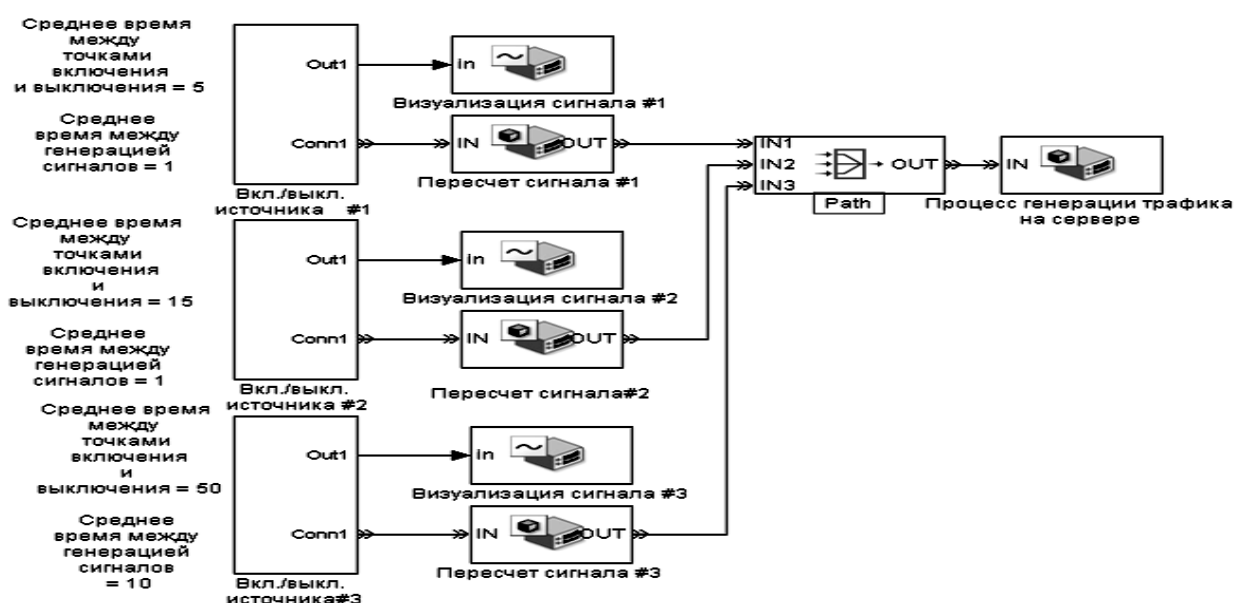 Среднее время
между
точками
включения
и выключения = 5
Среднее
время между
генерацией
сигналов = 1
Out1
Conn1
Вкл./выкл.
источника #1
In
Визуализация сигнала #1
IN OUT
Пересчет сигнала #1
Среднее время
между
точками
включения
и
выключения = 15
Среднее
время между
генерацией
сигналов = 1
Out1
Conn1
Вкл./выкл.
источника #2
In
Визуализация сигнала #2
IN OUT
Пересчет сигнала#2
Среднее время
между
точками
включения
и
выключения = 50
Среднее
время между
генерацией
сигналов
= 10
Out1
Conn1
Вкл./выкл.
источника#3
In
Визуализация сигнала #3
IN OUT
Пересчет сигнала #3
IN1
IN2 OUT
IN3
Path
IN
Процесс генерации трафика
на сервере